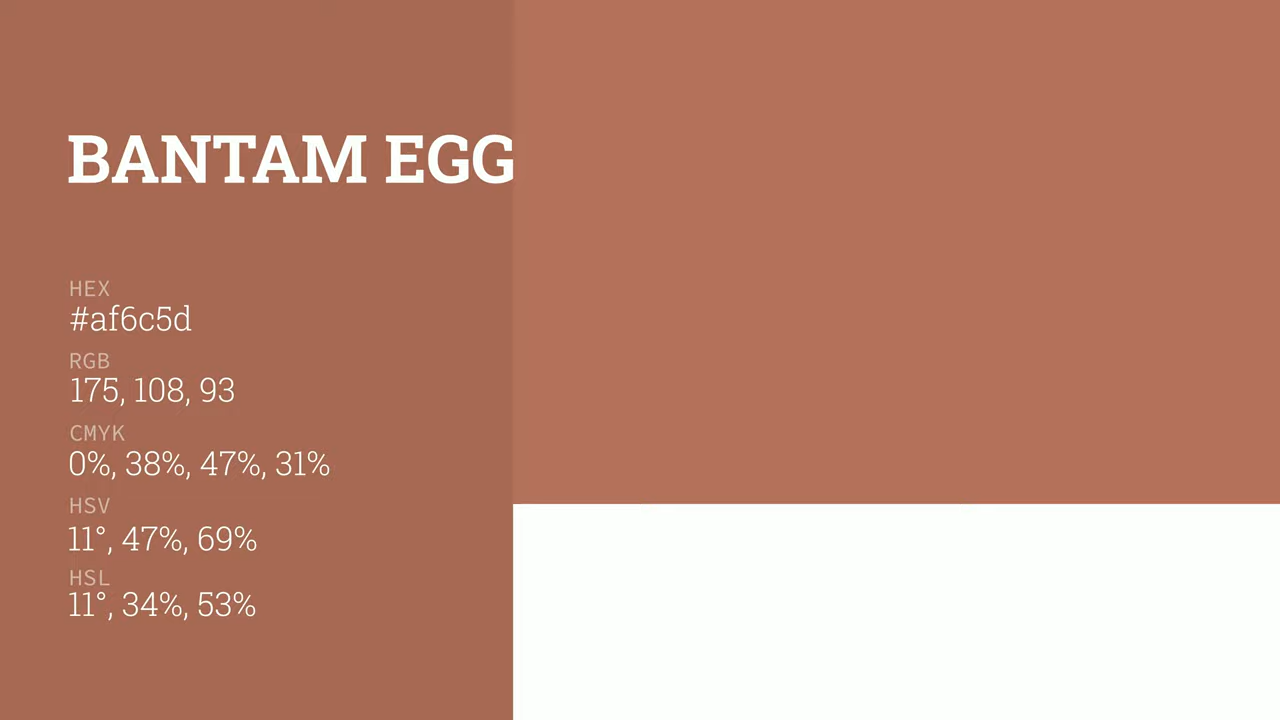 BANTAM EGG
HEX
#af6c5d
RGB
175, 108, 93
CMYK
0%, 38%, 47%, 31%
HSV
11°, 47%, 69%
HSL
11°, 34%, 53%